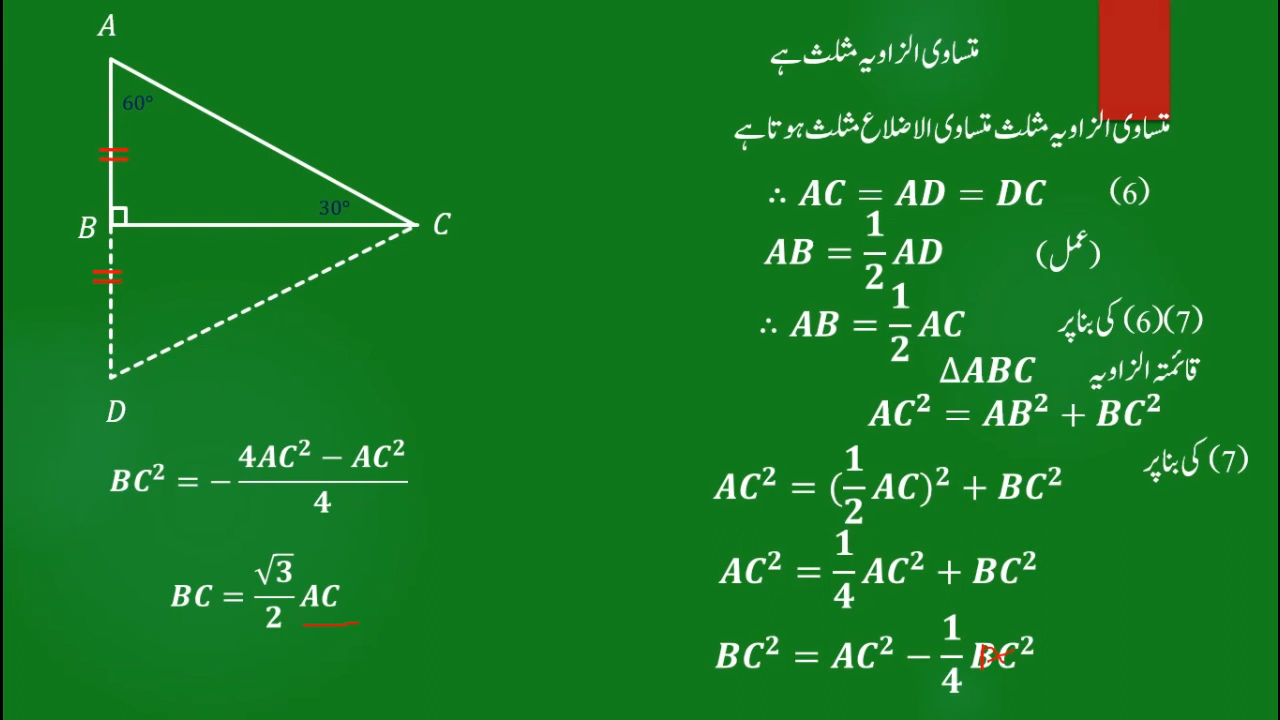 A
60°
B
30°
C
D
BC² = − (4AC² − AC²)/4
BC = √3/2 AC
متساوی الزاویہ مثلث ہے
متساوی الزاویہ مثلث متساوی الاضلاع مثلث ہوتا ہے
∴ AC = AD = DC (6)
AB = 1/2 AD (عمل)
∴ AB = 1/2 AC (7)(6) کی بنا پر
ΔABC قائمتہ الزاویہ
AC² = AB² + BC²
(7) کی بنا پر
AC² = (1/2 AC)² + BC²
AC² = 1/4 AC² + BC²
BC² = AC² − 1/4 BC²